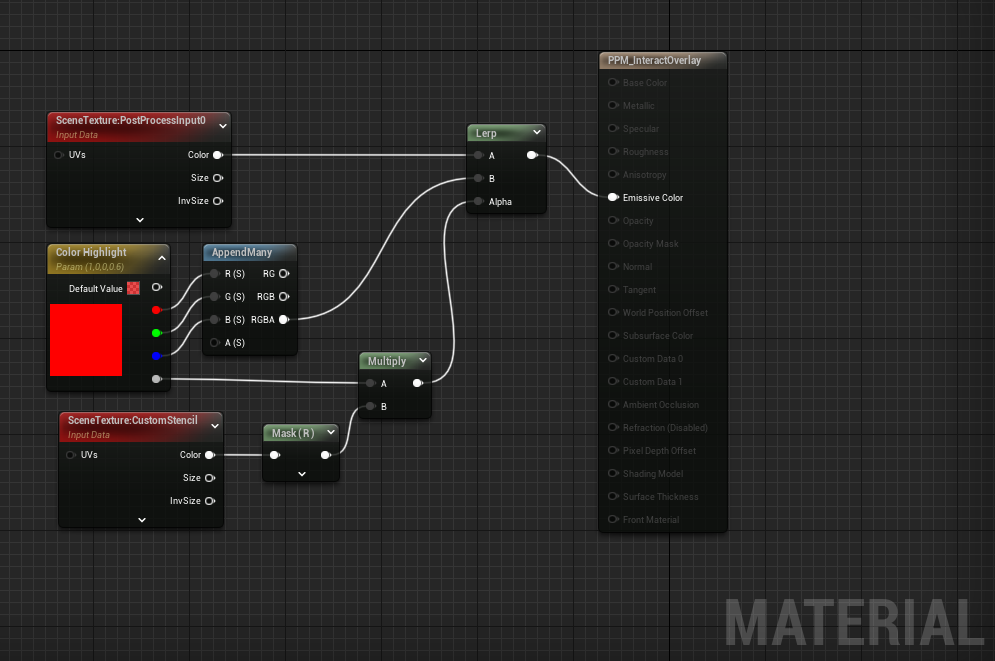 SceneTexture:PostProcessInput0
Input Data
UVs
Color
Size
InvSize
Color Highlight
Param (1,0,0,0.6)
Default Value
AppendMany
R (S)
RG
G (S)
RGB
B (S)
RGBA
A (S)
SceneTexture:CustomStencil
Input Data
UVs
Color
Size
InvSize
Mask ( R )
Multiply
A
B
Lerp
A
B
Alpha
PPM_InteractOverlay
Base Color
Metallic
Specular
Roughness
Anisotropy
Emissive Color
Opacity
Opacity Mask
Normal
Tangent
World Position Offset
Subsurface Color
Custom Data 0
Custom Data 1
Ambient Occlusion
Refraction (Disabled)
Pixel Depth Offset
Shading Model
Surface Thickness
Front Material
MATERIAL